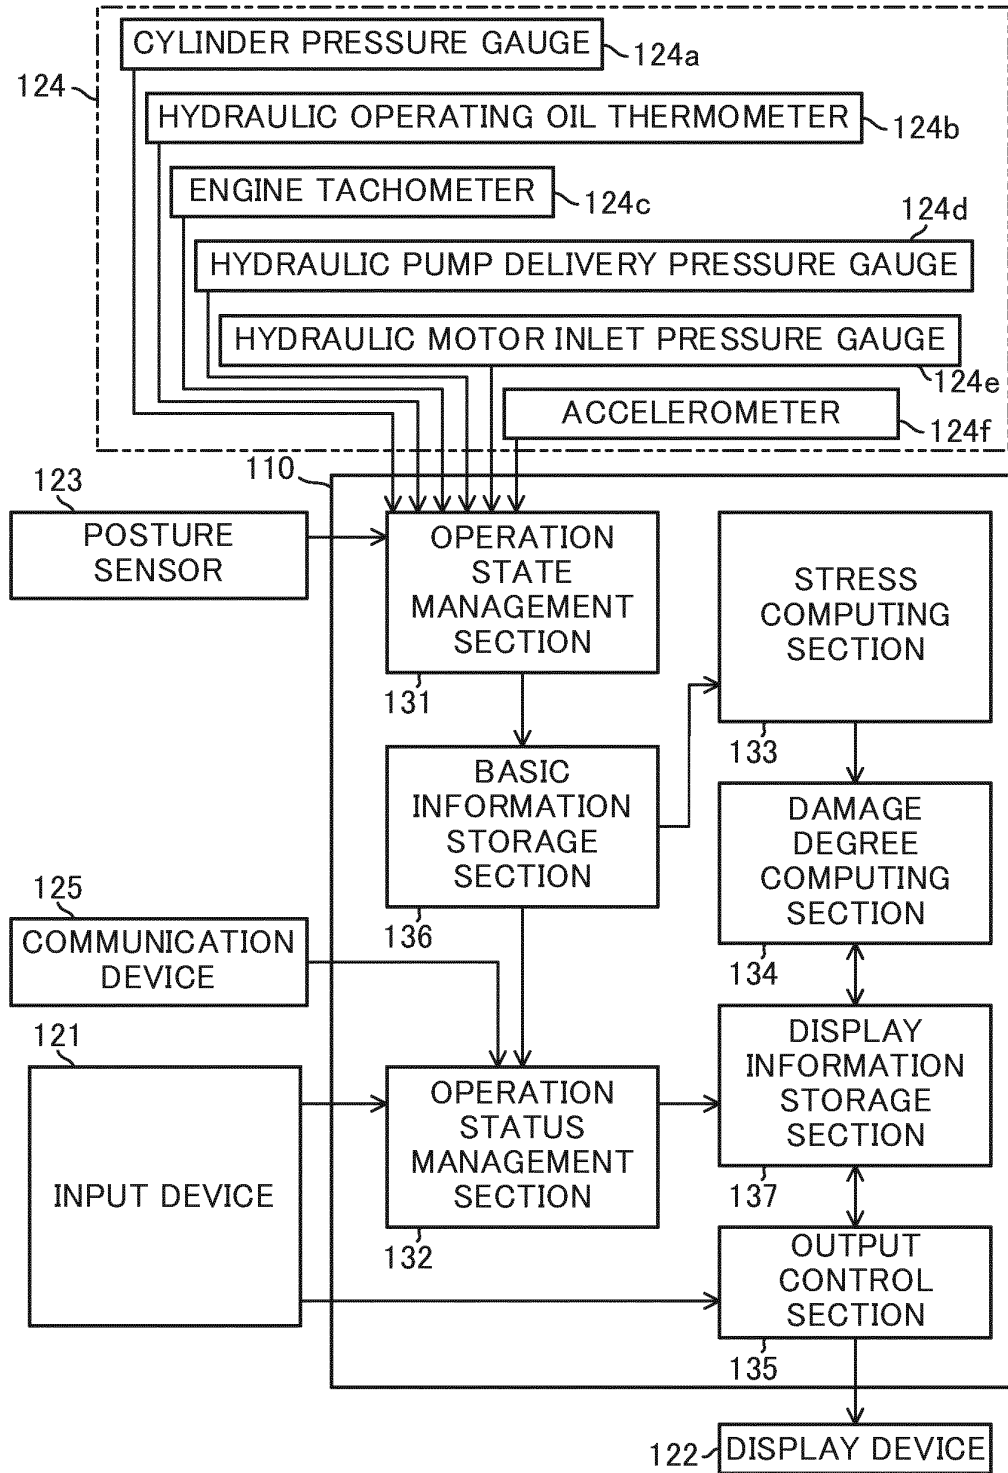 CYLINDER PRESSURE GAUGE
124a
124
HYDRAULIC OPERATING OIL THERMOMETER
124b
ENGINE TACHOMETER
124c
124d
HYDRAULIC PUMP DELIVERY PRESSURE GAUGE
HYDRAULIC MOTOR INLET PRESSURE GAUGE
124e
ACCELEROMETER
124f
110
123
POSTURE
SENSOR
OPERATION
STATE
MANAGEMENT
SECTION
131
STRESS
COMPUTING
SECTION
133
BASIC
INFORMATION
STORAGE
SECTION
136
DAMAGE
DEGREE
COMPUTING
SECTION
134
125
COMMUNICATION
DEVICE
121
INPUT DEVICE
OPERATION
STATUS
MANAGEMENT
SECTION
132
DISPLAY
INFORMATION
STORAGE
SECTION
137
OUTPUT
CONTROL
SECTION
135
122
DISPLAY DEVICE